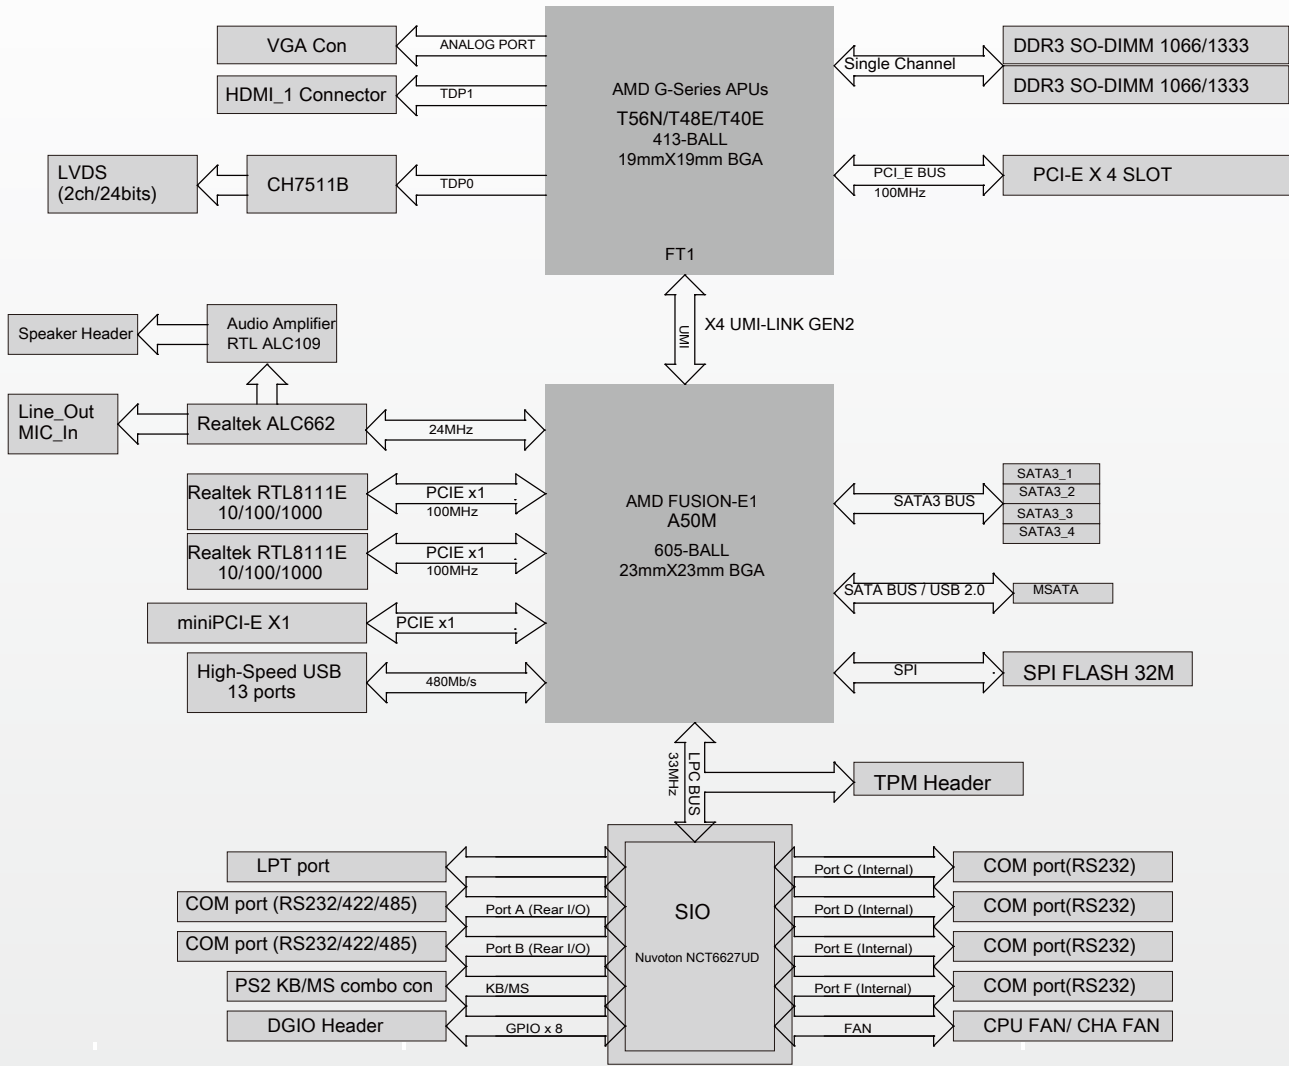 VGA Con
ANALOG PORT
HDMI_1 Connector
TDP1
LVDS
(2ch/24bits)
CH7511B
TDP0
AMD G-Series APUs
T56N/T48E/T40E
413-BALL
19mmX19mm BGA
FT1
Single Channel
DDR3 SO-DIMM 1066/1333
DDR3 SO-DIMM 1066/1333
PCI_E BUS
100MHz
PCI-E X 4 SLOT
UMI
X4 UMI-LINK GEN2
Speaker Header
Audio Amplifier
RTL ALC109
Line_Out
MIC_In
Realtek ALC662
24MHz
Realtek RTL8111E
10/100/1000
PCIE x1
100MHz
Realtek RTL8111E
10/100/1000
PCIE x1
100MHz
miniPCI-E X1
PCIE x1
High-Speed USB
13 ports
480Mb/s
AMD FUSION-E1
A50M
605-BALL
23mmX23mm BGA
SATA3 BUS
SATA3_1
SATA3_2
SATA3_3
SATA3_4
SATA BUS / USB 2.0
MSATA
SPI
SPI FLASH 32M
LPC BUS
33MHz
TPM Header
LPT port
COM port (RS232/422/485)
Port A (Rear I/O)
COM port (RS232/422/485)
Port B (Rear I/O)
PS2 KB/MS combo con
KB/MS
DGIO Header
GPIO x 8
SIO
Nuvoton NCT6627UD
Port C (Internal)
COM port(RS232)
Port D (Internal)
COM port(RS232)
Port E (Internal)
COM port(RS232)
Port F (Internal)
COM port(RS232)
FAN
CPU FAN/ CHA FAN